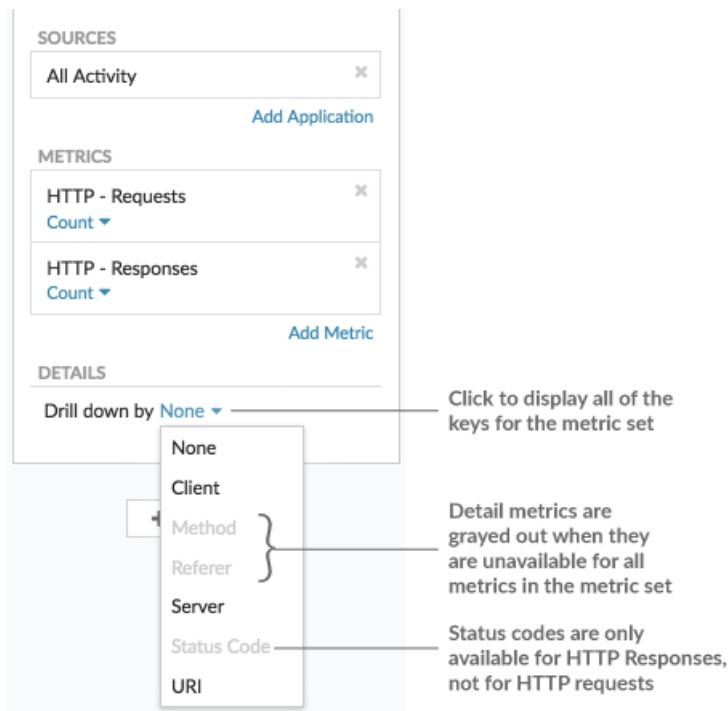 SOURCES
All Activity
Add Application
METRICS
HTTP - Requests
Count
HTTP - Responses
Count
Add Metric
DETAILS
Drill down by None
None
Client
Method
Referer
Server
Status Code
URI
Click to display all of the
keys for the metric set
Detail metrics are
grayed out when they
are unavailable for all
metrics in the metric set
Status codes are only
available for HTTP Responses,
not for HTTP requests